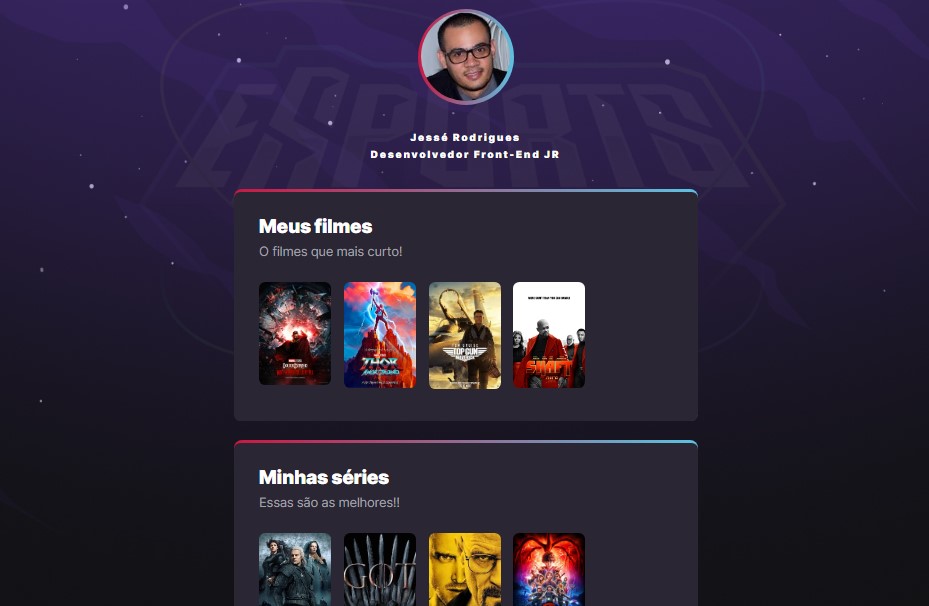 ESPORTS
Jessé Rodrigues
Desenvolvedor Front-End JR
Meus filmes
O filmes que mais curto!
THOR
TOP GUN
SHAFT
Minhas séries
Essas são as melhores!!
GOT